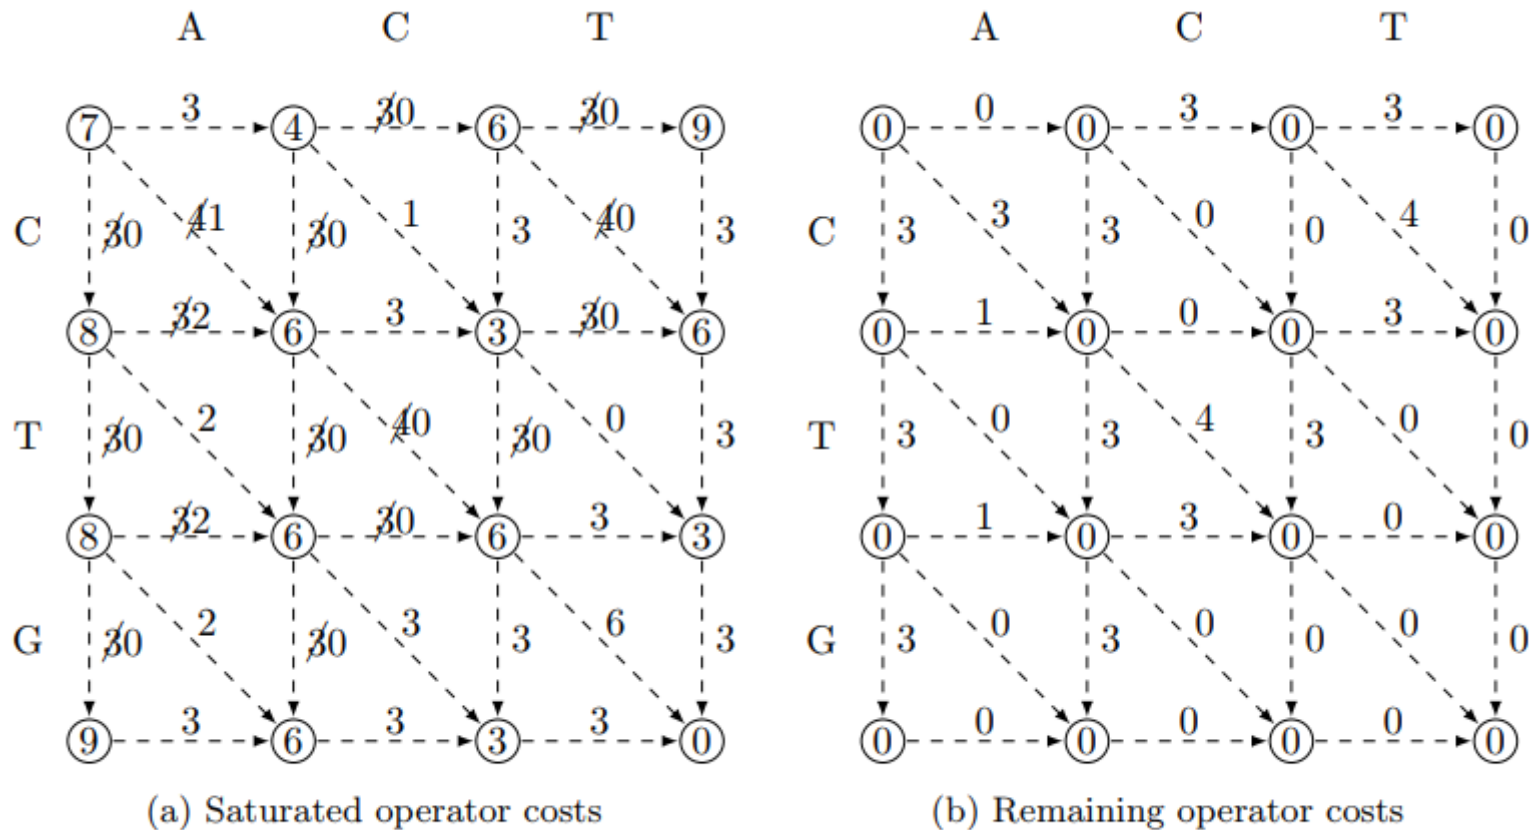 A C T A C T
3 30 30 0 3 3
7 4 6 9 0 0 0 0
C 30 41 30 1 3 40 3 C 3 3 3 0 0 4 0
32 3 30 1 0 3
8 6 3 6 0 0 0 0
T 30 2 30 40 30 0 3 T 3 0 3 4 3 0 0
32 30 3 1 3 0
8 6 6 3 0 0 0 0
G 30 2 30 3 3 6 3 G 3 0 3 0 0 0 0
3 3 3 0 0 0
9 6 3 0 0 0 0 0
(a) Saturated operator costs (b) Remaining operator costs